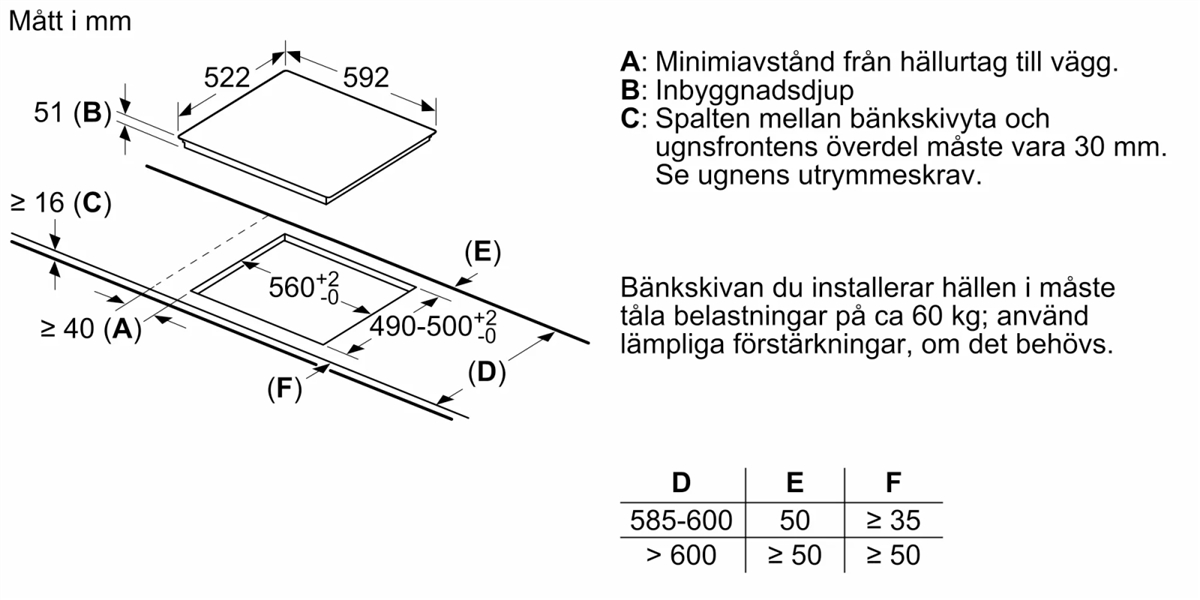 Mått i mm
522
592
51 (B)
≥ 16 (C)
(E)
560+2
-0
490-500+2
-0
≥ 40 (A)
(D)
(F)
A: Minimiavstånd från hällurtag till vägg.
B: Inbyggnadsdjup
C: Spalten mellan bänkskivyta och
ugnsfrontens överdel måste vara 30 mm.
Se ugnens utrymmeskrav.
Bänkskivan du installerar hällen i måste
tåla belastningar på ca 60 kg; använd
lämpliga förstärkningar, om det behövs.
D E F
585-600 50 ≥ 35
> 600 ≥ 50 ≥ 50